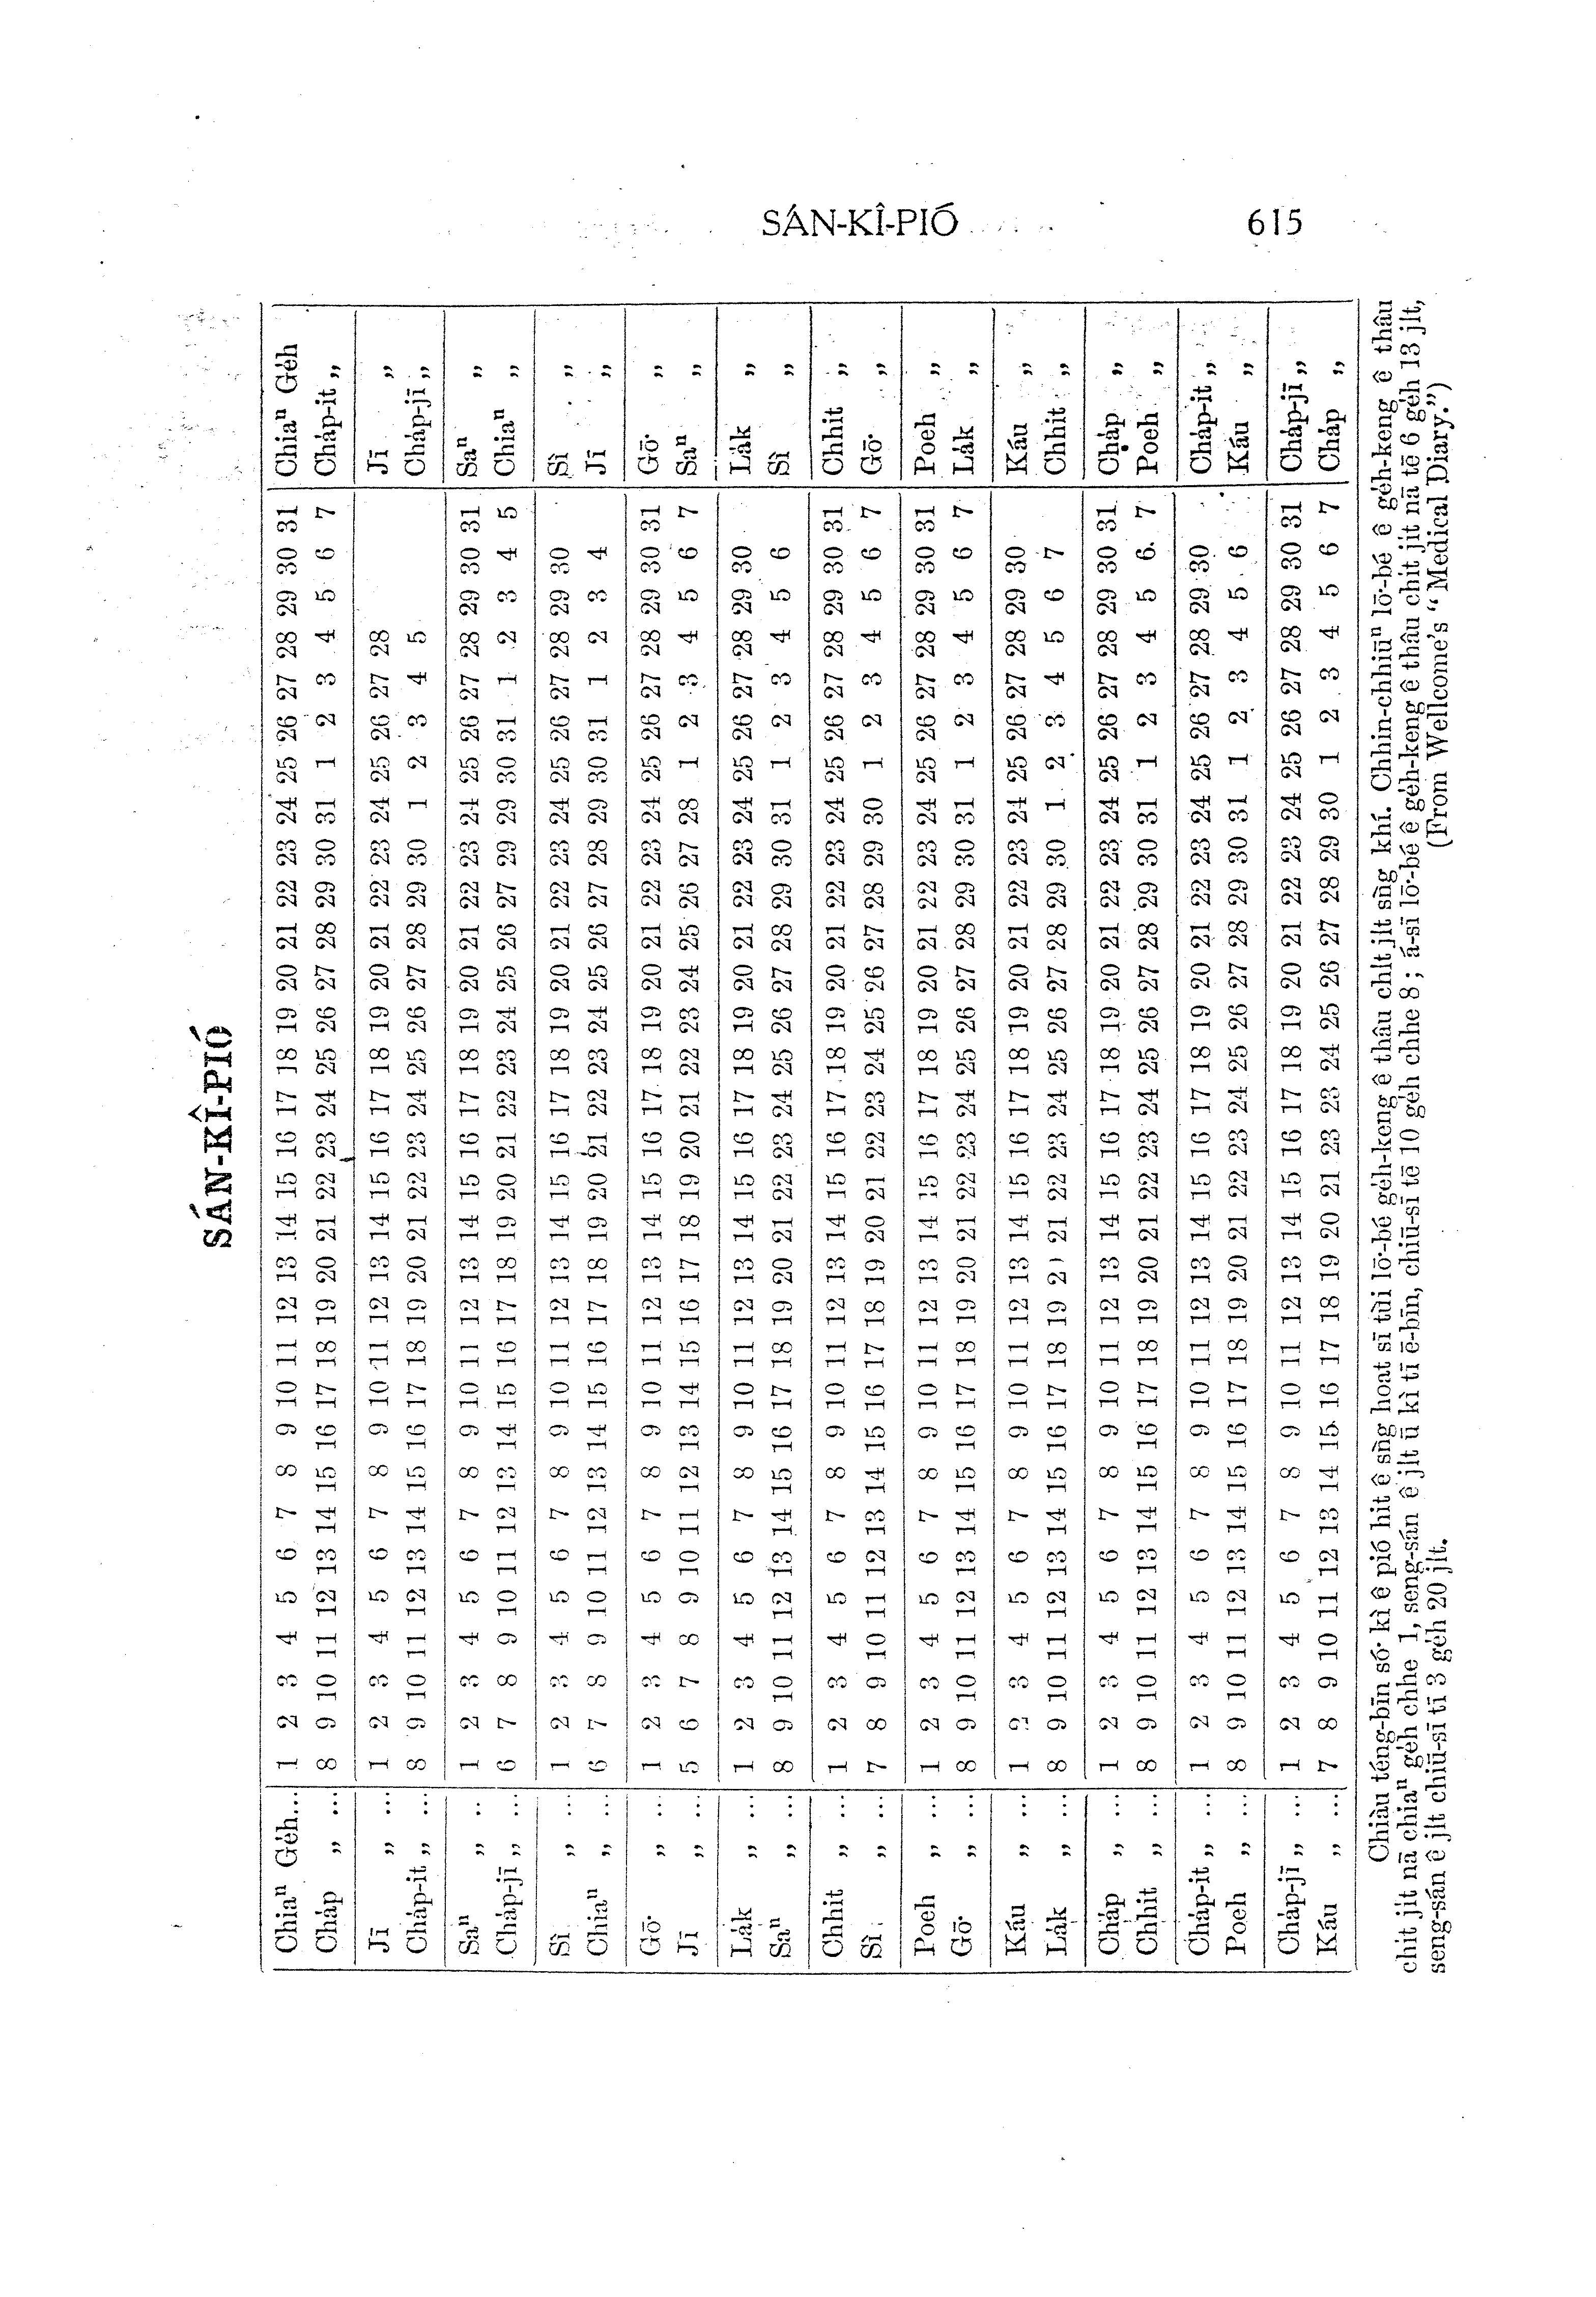 SÁN-KÎ-PIÓ 615
SÁN-KÎ-PIÓ
Chiaⁿ Ge̍h... 1 2 3 4 5 6 7 8 9 10 11 12 13 14 15 16 17 18 19 20 21 22 23 24 25 26 27 28 29 30 31 Chiaⁿ Ge̍h
Cha̍p „ ... 8 9 10 11 12 13 14 15 16 17 18 19 20 21 22 23 24 25 26 27 28 29 30 31 1 2 3 4 5 6 7 Cha̍p-it „
Jī „ ... 1 2 3 4 5 6 7 8 9 10 11 12 13 14 15 16 17 18 19 20 21 22 23 24 25 26 27 28 Jī „
Cha̍p-it „ ... 8 9 10 11 12 13 14 15 16 17 18 19 20 21 22 23 24 25 26 27 28 29 30 1 2 3 4 5 Cha̍p-jī „
Saⁿ „ .. 1 2 3 4 5 6 7 8 9 10 11 12 13 14 15 16 17 18 19 20 21 22 23 24 25 26 27 28 29 30 31 Saⁿ „
Cha̍p-jī „ ... 6 7 8 9 10 11 12 13 14 15 16 17 18 19 20 21 22 23 24 25 26 27 29 29 30 31 1 2 3 4 5 Chiaⁿ „
Sì „ ... 1 2 3 4 5 6 7 8 9 10 11 12 13 14 15 16 17 18 19 20 21 22 23 24 25 26 27 28 29 30 Sì „
Chiaⁿ „ ... 6 7 8 9 10 11 12 13 14 15 16 17 18 19 20 21 22 23 24 25 26 27 28 29 30 31 1 2 3 4 Jī „
Gō͘ „ ... 1 2 3 4 5 6 7 8 9 10 11 12 13 14 15 16 17 18 19 20 21 22 23 24 25 26 27 28 29 30 31 Gō͘ „
Jī „ ... 5 6 7 8 9 10 11 12 13 14 15 16 17 18 19 20 21 22 23 24 25 26 27 28 1 2 3 4 5 6 7 Saⁿ „
La̍k „ ... 1 2 3 4 5 6 7 8 9 10 11 12 13 14 15 16 17 18 19 20 21 22 23 24 25 26 27 28 29 30 La̍k „
Saⁿ „ ... 8 9 10 11 12 13 14 15 16 17 18 19 20 21 22 23 24 25 26 27 28 29 30 31 1 2 3 4 5 6 Sì „
Chhit „ ... 1 2 3 4 5 6 7 8 9 10 11 12 13 14 15 16 17 18 19 20 21 22 23 24 25 26 27 28 29 30 31 Chhit „
Sì „ ... 7 8 9 10 11 12 13 14 15 16 17 18 19 20 21 22 23 24 25 26 27 28 29 30 1 2 3 4 5 6 7 Gō͘ „
Poeh „ ... 1 2 3 4 5 6 7 8 9 10 11 12 13 14 15 16 17 18 19 20 21 22 23 24 25 26 27 28 29 30 31 Poeh „
Gō͘ „ ... 8 9 10 11 12 13 14 15 16 17 18 19 20 21 22 23 24 25 26 27 28 29 30 31 1 2 3 4 5 6 7 La̍k „
Káu „ ... 1 2 3 4 5 6 7 8 9 10 11 12 13 14 15 16 17 18 19 20 21 22 23 24 25 26 27 28 29 30 Káu „
La̍k „ ... 8 9 10 11 12 13 14 15 16 17 18 19 20 21 22 23 24 25 26 27 28 29 30 1 2 3 4 5 6 7 Chhit „
Cha̍p „ ... 1 2 3 4 5 6 7 8 9 10 11 12 13 14 15 16 17 18 19 20 21 22 23 24 25 26 27 28 29 30 31 Cha̍p „
Chhit „ ... 8 9 10 11 12 13 14 15 16 17 18 19 20 21 22 23 24 25 26 27 28 29 30 31 1 2 3 4 5 6 7 Poeh „
Cha̍p-it „ ... 1 2 3 4 5 6 7 8 9 10 11 12 13 14 15 16 17 18 19 20 21 22 23 24 25 26 27 28 29 30 Cha̍p-it „
Poeh „ ... 8 9 10 11 12 13 14 15 16 17 18 19 20 21 22 23 24 25 26 27 28 29 30 31 1 2 3 4 5 6 Káu „
Cha̍p-jī „ ... 1 2 3 4 5 6 7 8 9 10 11 12 13 14 15 16 17 18 19 20 21 22 23 24 25 26 27 28 29 30 31 Cha̍p-jī „
Káu „ ... 7 8 9 10 11 12 13 14 15 16 17 18 19 20 21 23 23 24 25 26 27 28 29 30 1 2 3 4 5 6 7 Cha̍p „
Chiàu téng-bīn só͘ kì ê pió hit ê sǹg hoat sī tùi lō͘-bé ge̍h-keng ê thâu chi̍t ji̍t sǹg khí. Chhin-chhiūⁿ lō͘-bé ê ge̍h-keng ê thâu
chi̍t ji̍t nā chiaⁿ ge̍h chhe 1, seng-sán ê ji̍t ū kì tī ē-bīn, chiū-sī tē 10 ge̍h chhe 8; á-sī lō͘-bé ê ge̍h-keng ê thâu chi̍t ji̍t nā tē 6 ge̍h 13 ji̍t,
seng-sán ê ji̍t chiū-sī tī 3 ge̍h 20 ji̍t. (From Wellcome's "Medical Diary.")